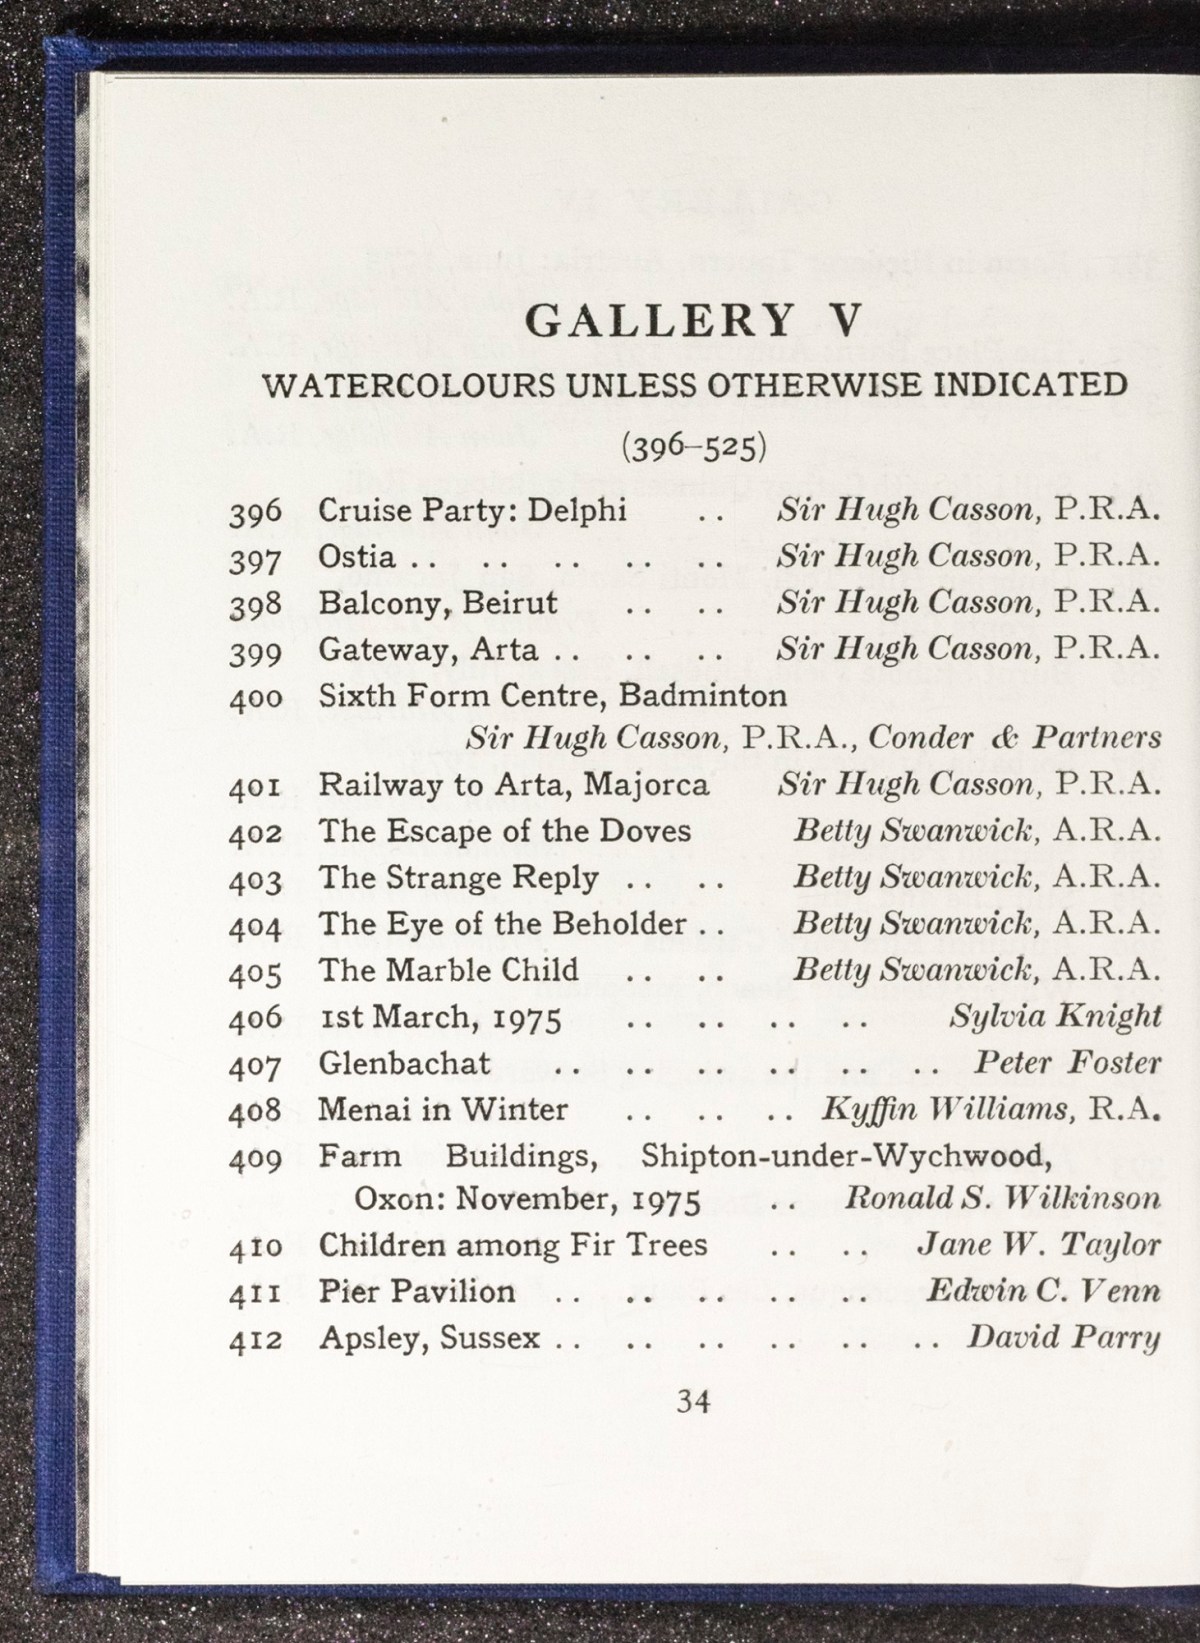 GALLERY V
WATERCOLOURS UNLESS OTHERWISE INDICATED
(396–525)
396 Cruise Party: Delphi .. Sir Hugh Casson, P.R.A.
397 Ostia .. .. .. .. .. Sir Hugh Casson, P.R.A.
398 Balcony, Beirut .. .. Sir Hugh Casson, P.R.A.
399 Gateway, Arta .. .. .. Sir Hugh Casson, P.R.A.
400 Sixth Form Centre, Badminton
Sir Hugh Casson, P.R.A., Conder & Partners
401 Railway to Arta, Majorca Sir Hugh Casson, P.R.A.
402 The Escape of the Doves Betty Swanwick, A.R.A.
403 The Strange Reply .. .. Betty Swanwick, A.R.A.
404 The Eye of the Beholder .. Betty Swanwick, A.R.A.
405 The Marble Child .. .. Betty Swanwick, A.R.A.
406 1st March, 1975 .. .. .. .. Sylvia Knight
407 Glenbachat .. .. .. .. .. .. Peter Foster
408 Menai in Winter .. .. .. Kyffin Williams, R.A.
409 Farm Buildings, Shipton-under-Wychwood,
Oxon: November, 1975 .. Ronald S. Wilkinson
410 Children among Fir Trees .. .. Jane W. Taylor
411 Pier Pavilion .. .. .. .. .. Edwin C. Venn
412 Apsley, Sussex .. .. .. .. .. .. David Parry
34